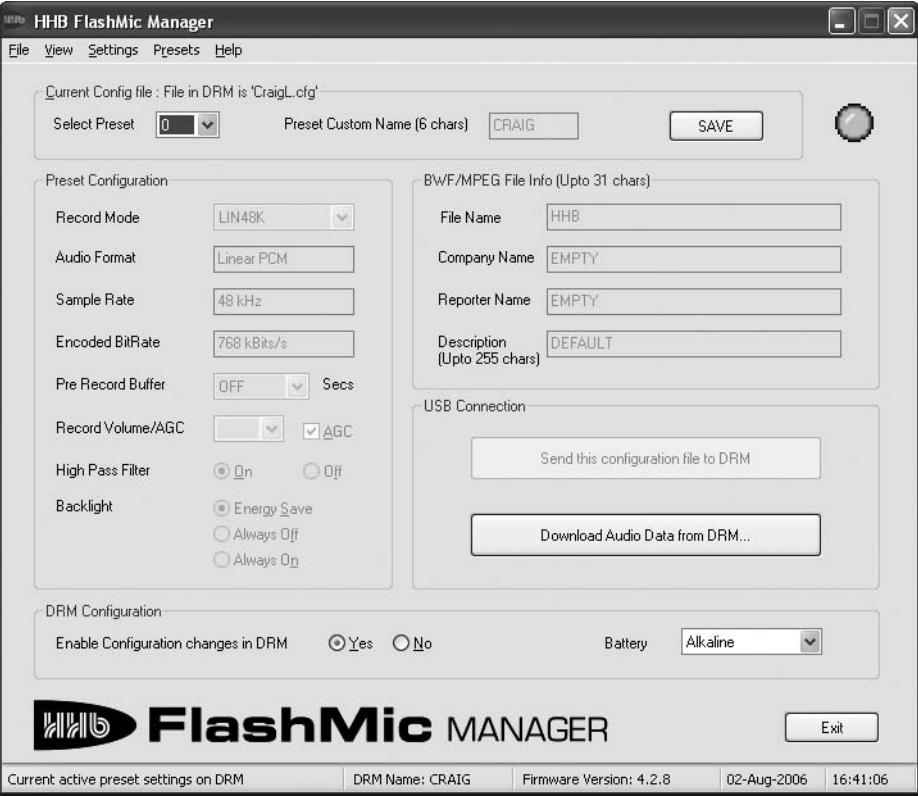 HHB FlashMic Manager
File View Settings Presets Help
Current Config file : File in DRM is 'CraigL.cfg'
Select Preset 0 Preset Custom Name (6 chars) CRAIG SAVE
Preset Configuration
Record Mode LIN48K
Audio Format Linear PCM
Sample Rate 48 kHz
Encoded BitRate 768 kBits/s
Pre Record Buffer OFF Secs
Record Volume/AGC AGC
High Pass Filter On Off
Backlight Energy Save
Always Off
Always On
BWF/MPEG File Info (Upto 31 chars)
File Name HHB
Company Name EMPTY
Reporter Name EMPTY
Description DEFAULT
(Upto 255 chars)
USB Connection
Send this configuration file to DRM
Download Audio Data from DRM...
DRM Configuration
Enable Configuration changes in DRM Yes No Battery Alkaline
HHb FlashMic MANAGER Exit
Current active preset settings on DRM DRM Name: CRAIG Firmware Version: 4.2.8 02-Aug-2006 16:41:06